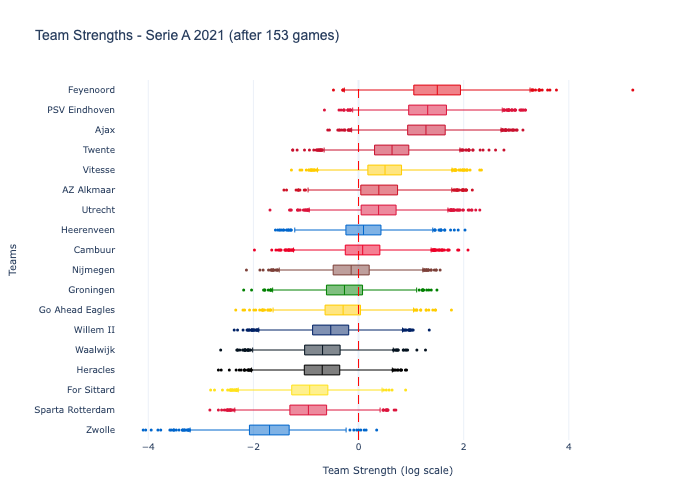 Team Strengths - Serie A 2021 (after 153 games)
Feyenoord
PSV Eindhoven
Ajax
Twente
Vitesse
AZ Alkmaar
Utrecht
Heerenveen
Cambuur
Nijmegen
Groningen
Go Ahead Eagles
Willem II
Waalwijk
Heracles
For Sittard
Sparta Rotterdam
Zwolle
Teams
−4
−2
0
2
4
Team Strength (log scale)